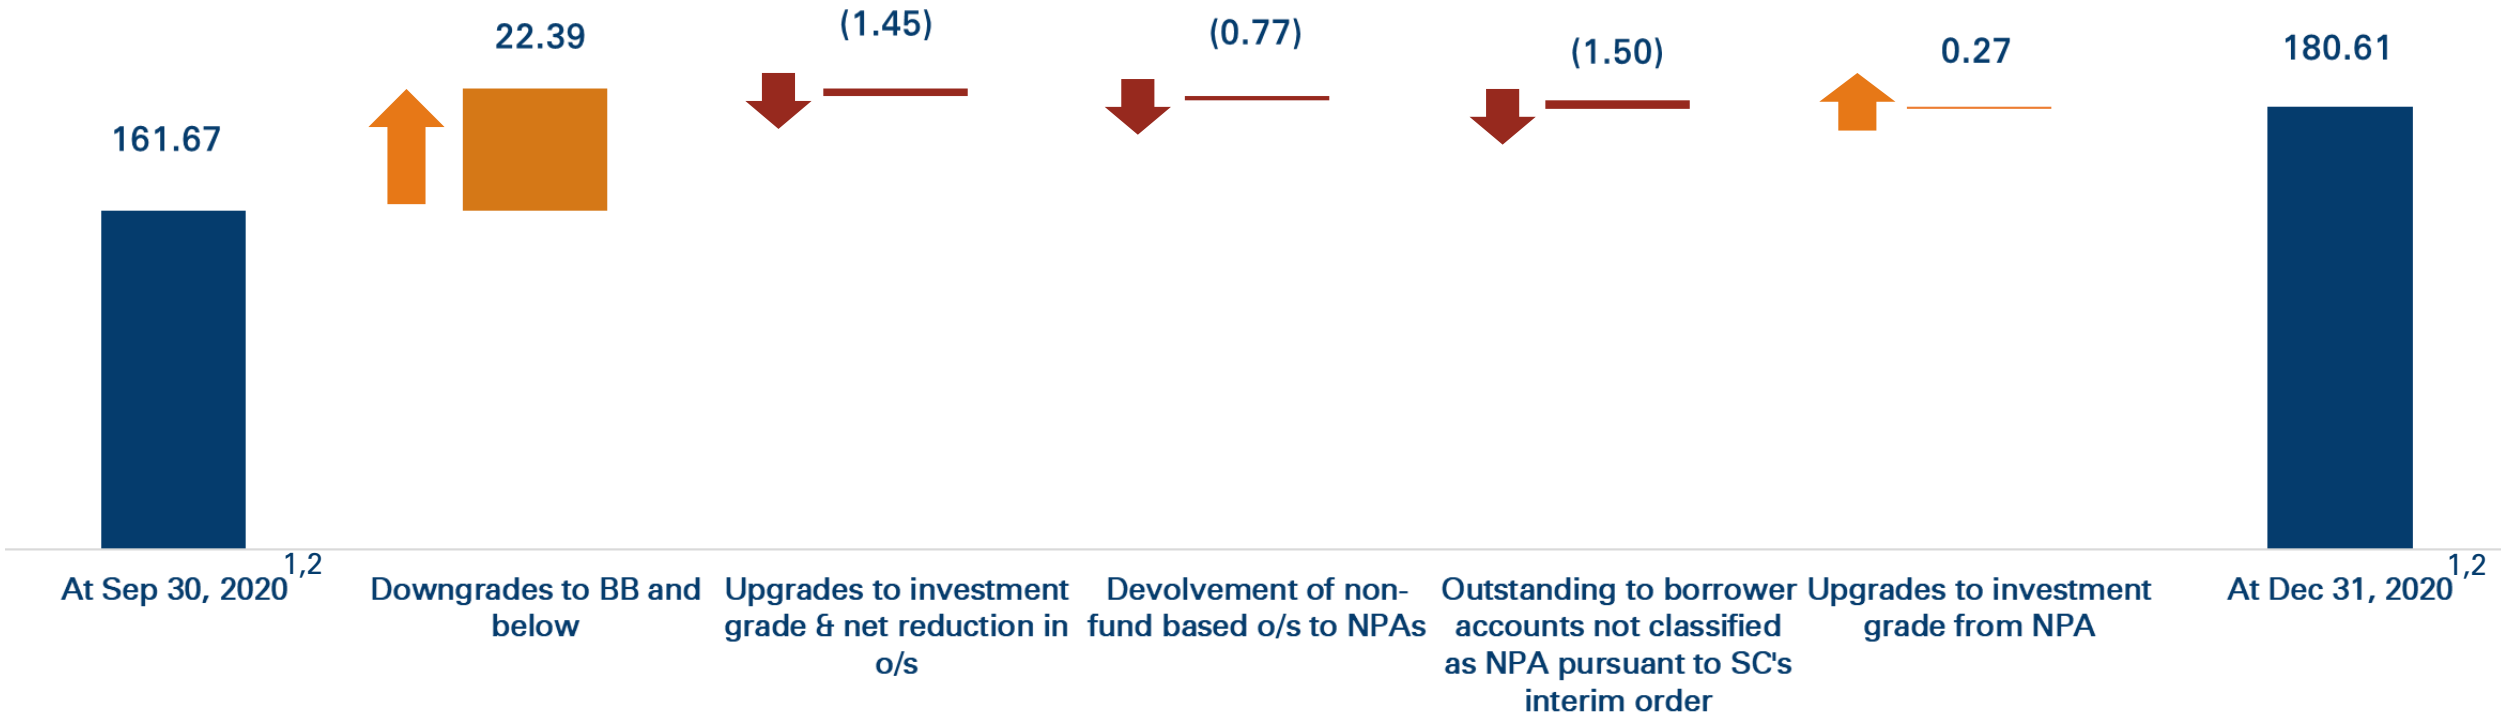 161.67
22.39
(1.45)
(0.77)
(1.50)
0.27
180.61
At Sep 30, 2020 1,2
Downgrades to BB and
below
Upgrades to investment
grade & net reduction in
o/s
Devolvement of non-
fund based o/s to NPAs
Outstanding to borrower
accounts not classified
as NPA pursuant to SC's
interim order
Upgrades to investment
grade from NPA
At Dec 31, 2020 1,2